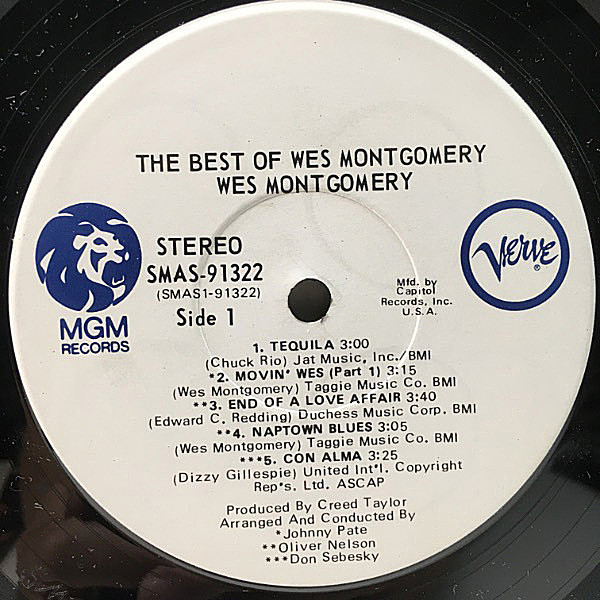 THE BEST OF WES MONTGOMERY
WES MONTGOMERY
MGM
RECORDS
STEREO
SMAS-91322
(SMAS1-91322)
Side 1
Mfd. by
Capitol
Records, Inc.
U.S.A.
Verve
®
1. TEQUILA 3:00
(Chuck Rio) Jat Music, Inc./BMI
*2. MOVIN' WES (Part 1) 3:15
(Wes Montgomery) Taggie Music Co. BMI
**3. END OF A LOVE AFFAIR 3:40
(Edward C. Redding) Duchess Music Corp. BMI
**4. NAPTOWN BLUES 3:05
(Wes Montgomery) Taggie Music Co. BMI
***5. CON ALMA 3:25
(Dizzy Gillespie) United Int'l. Copyright
Rep's. Ltd. ASCAP
Produced By Creed Taylor
Arranged And Conducted By
*Johnny Pate
**Oliver Nelson
***Don Sebesky